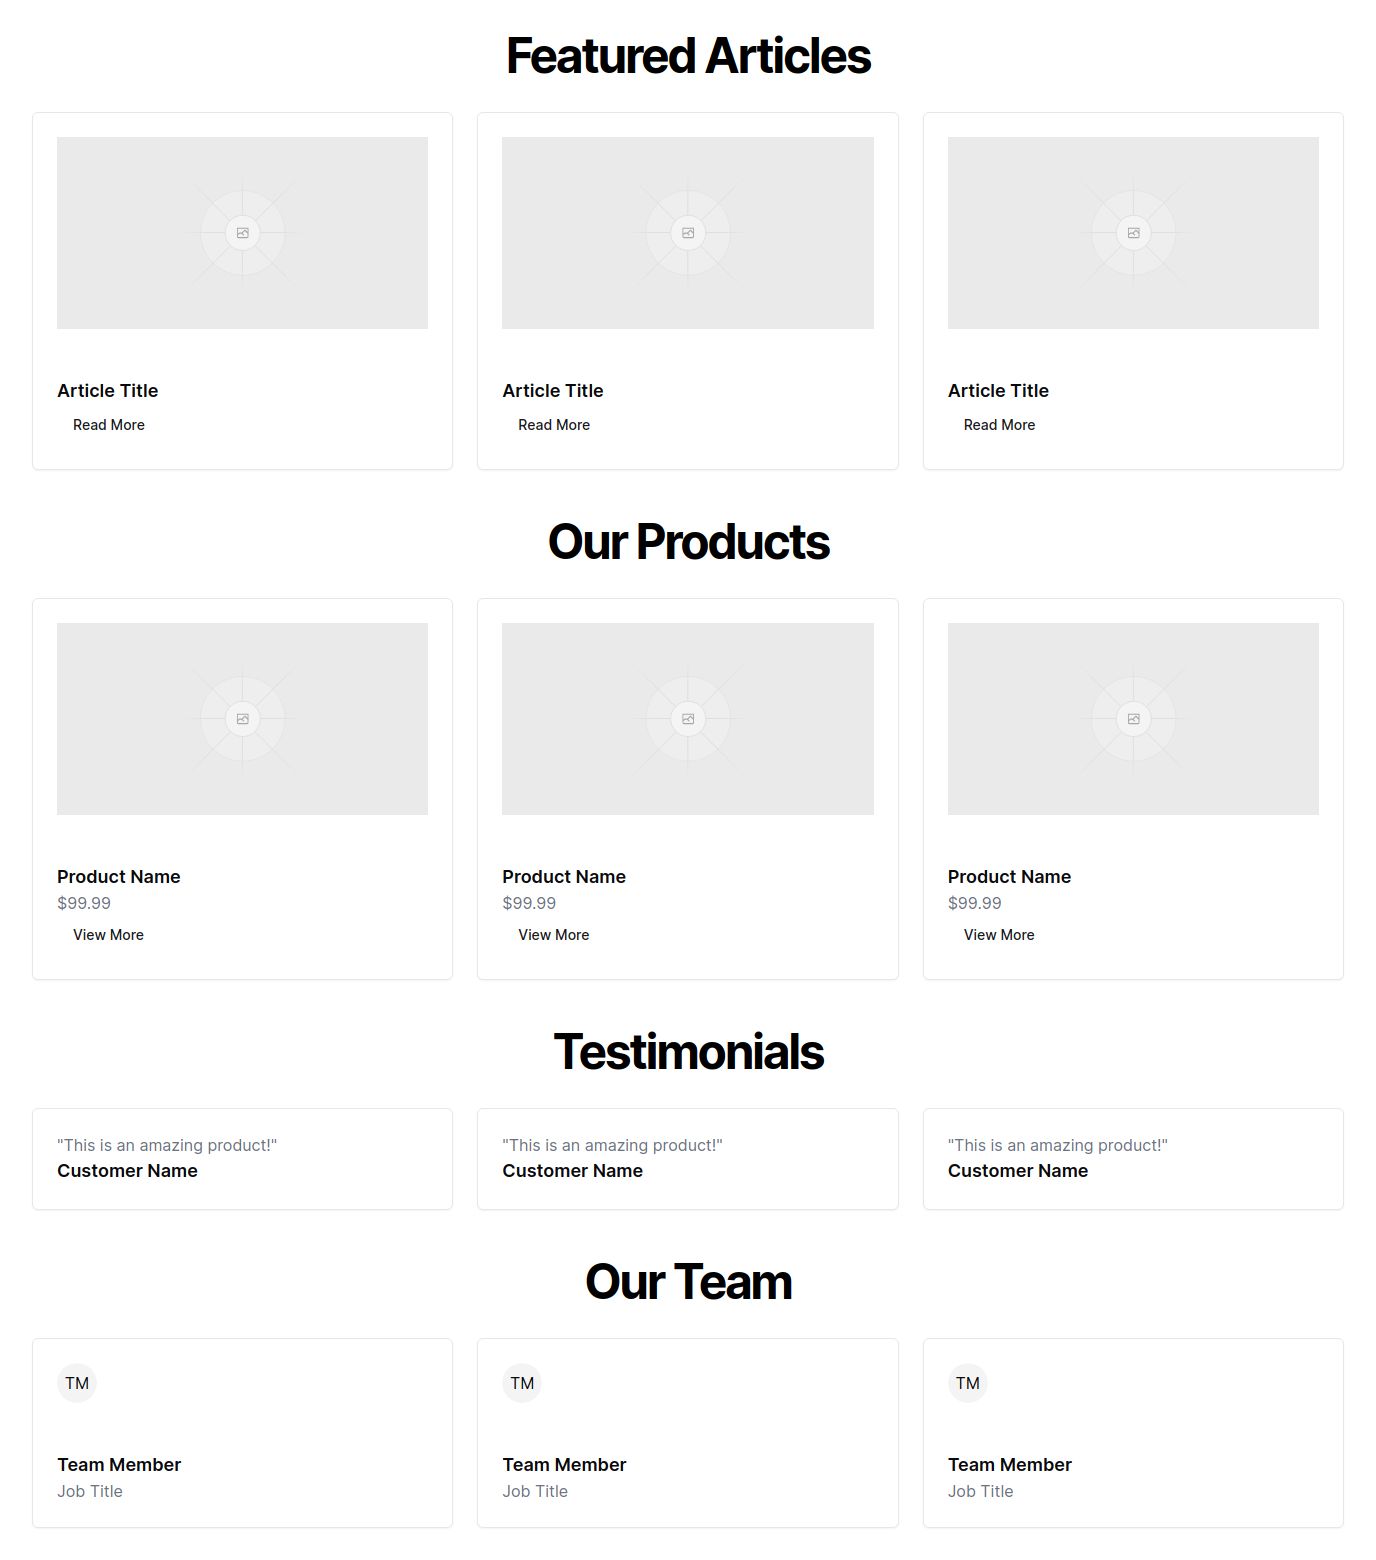 Featured Articles
Article Title
Read More
Article Title
Read More
Article Title
Read More
Our Products
Product Name
$99.99
View More
Product Name
$99.99
View More
Product Name
$99.99
View More
Testimonials
"This is an amazing product!"
Customer Name
"This is an amazing product!"
Customer Name
"This is an amazing product!"
Customer Name
Our Team
TM
Team Member
Job Title
TM
Team Member
Job Title
TM
Team Member
Job Title